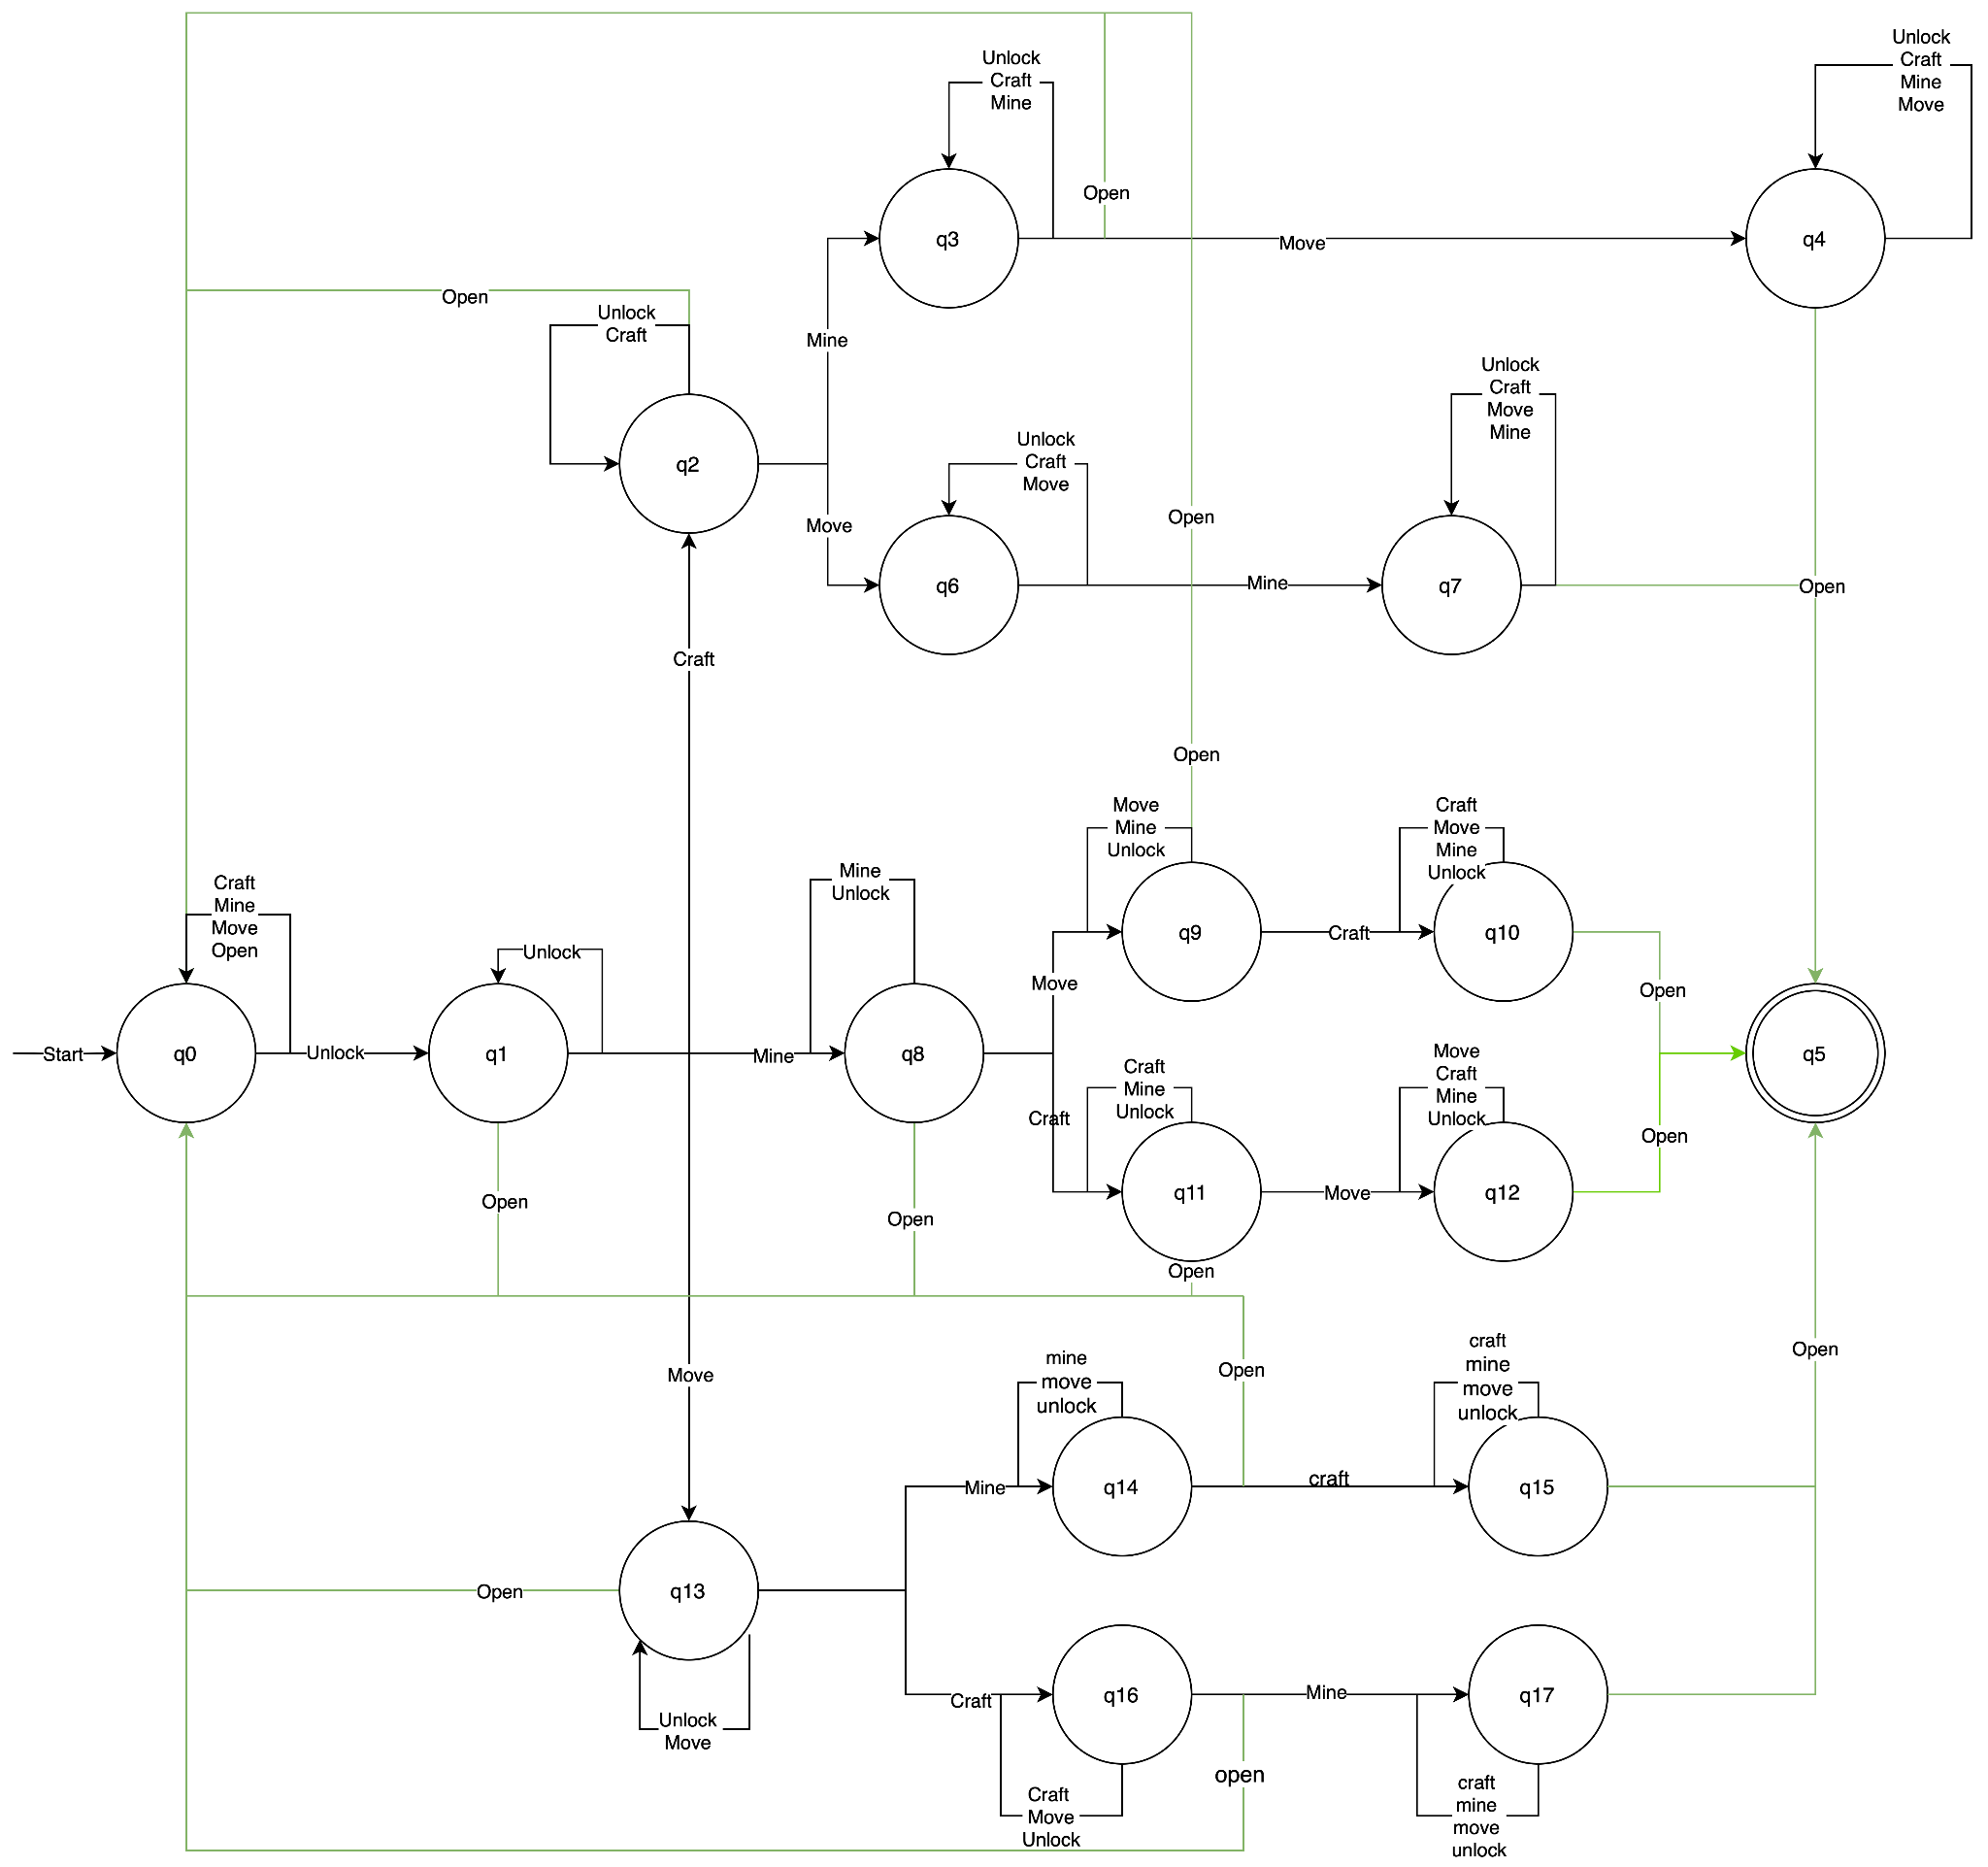 Unlock
Craft
Mine
Unlock
Craft
Mine
Move
Open
q3
Move
q4
Open
Unlock
Craft
Mine
Unlock
Craft
Move
Mine
Unlock
Craft
Move
q2
Move
Open
q6
Mine
q7
Open
Craft
Open
Move
Mine
Unlock
Craft
Move
Mine
Unlock
Craft
Mine
Move
Open
Mine
Unlock
Unlock
q9
Craft
q10
Move
Open
Start
q0
Unlock
q1
Mine
q8
q5
Craft
Mine
Unlock
Move
Craft
Mine
Unlock
Craft
Open
q11
Move
q12
Open
Open
Open
mine
move
unlock
craft
mine
move
unlock
Open
Open
Move
Mine
q14
craft
q15
Open
q13
Craft
q16
Mine
q17
Unlock
Move
open
Craft
Move
Unlock
craft
mine
move
unlock